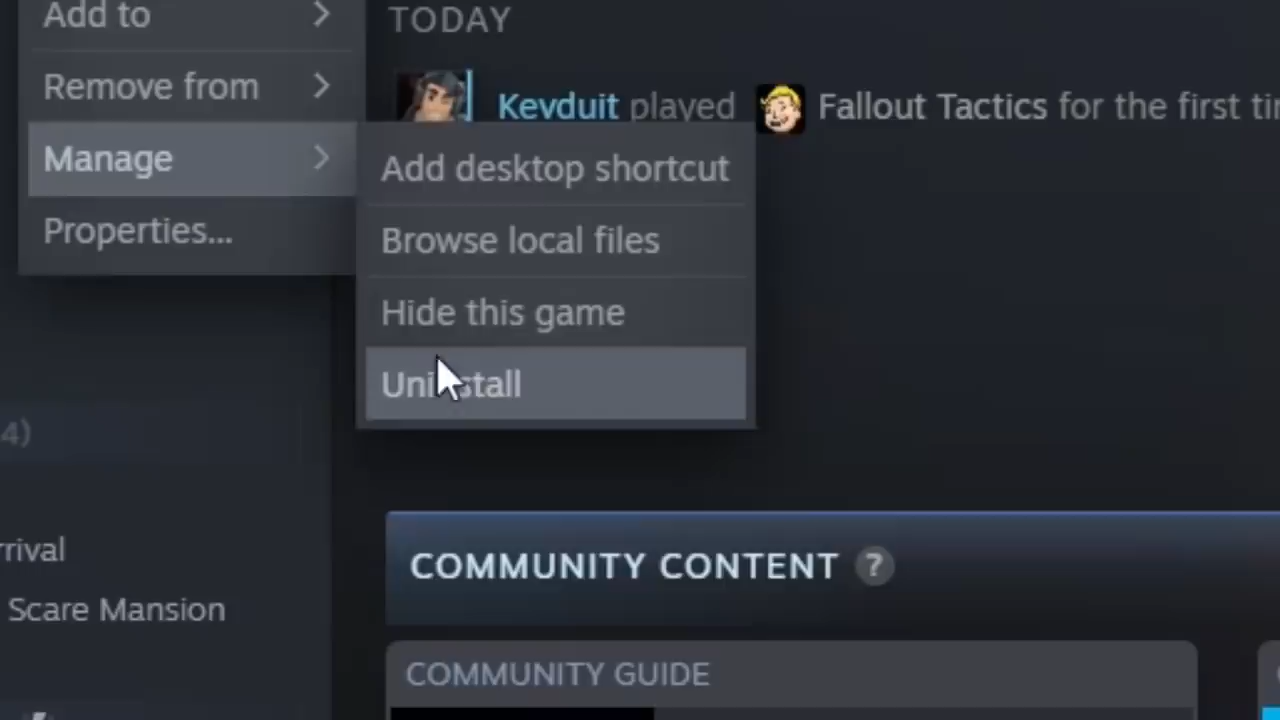 Add to
Remove from
Manage
Properties...
Add desktop shortcut
Browse local files
Hide this game
Uninstall
TODAY
Kevduit played Fallout Tactics for the first
4)
rrival
Scare Mansion
COMMUNITY CONTENT ?
COMMUNITY GUIDE